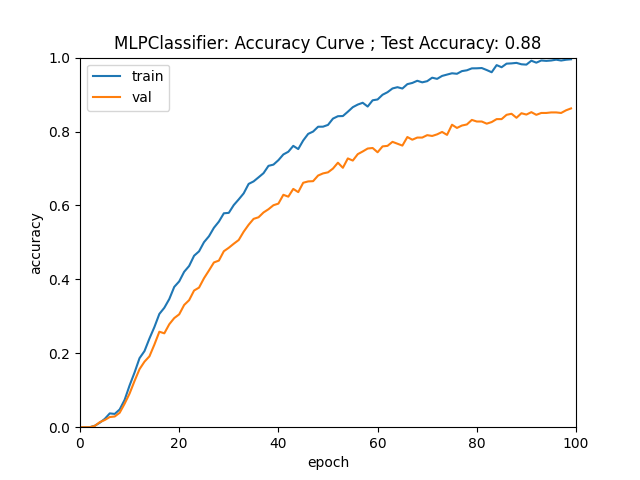 MLPClassifier: Accuracy Curve ; Test Accuracy: 0.88
train
val
accuracy
1.0
0.8
0.6
0.4
0.2
0.0
0 20 40 60 80 100
epoch